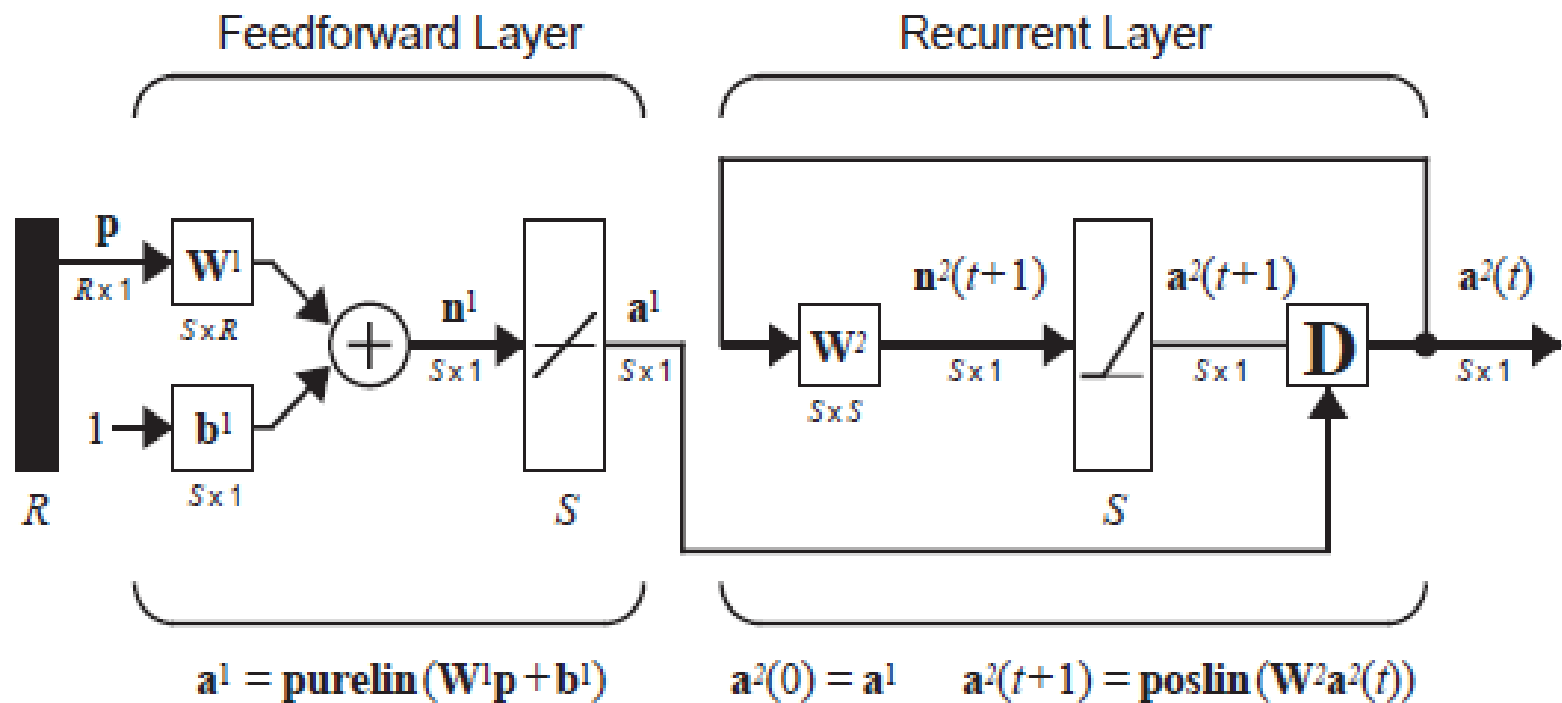 Feedforward Layer
Recurrent Layer
p
R x 1
W¹
S x R
1
b¹
S x 1
R
+
n¹
S x 1
S
a¹
S x 1
W²
S x S
n²(t+1)
S x 1
S
a²(t+1)
S x 1
D
a²(t)
S x 1
a¹ = purelin (W¹p + b¹)
a²(0) = a¹ a²(t+1) = poslin (W²a²(t))